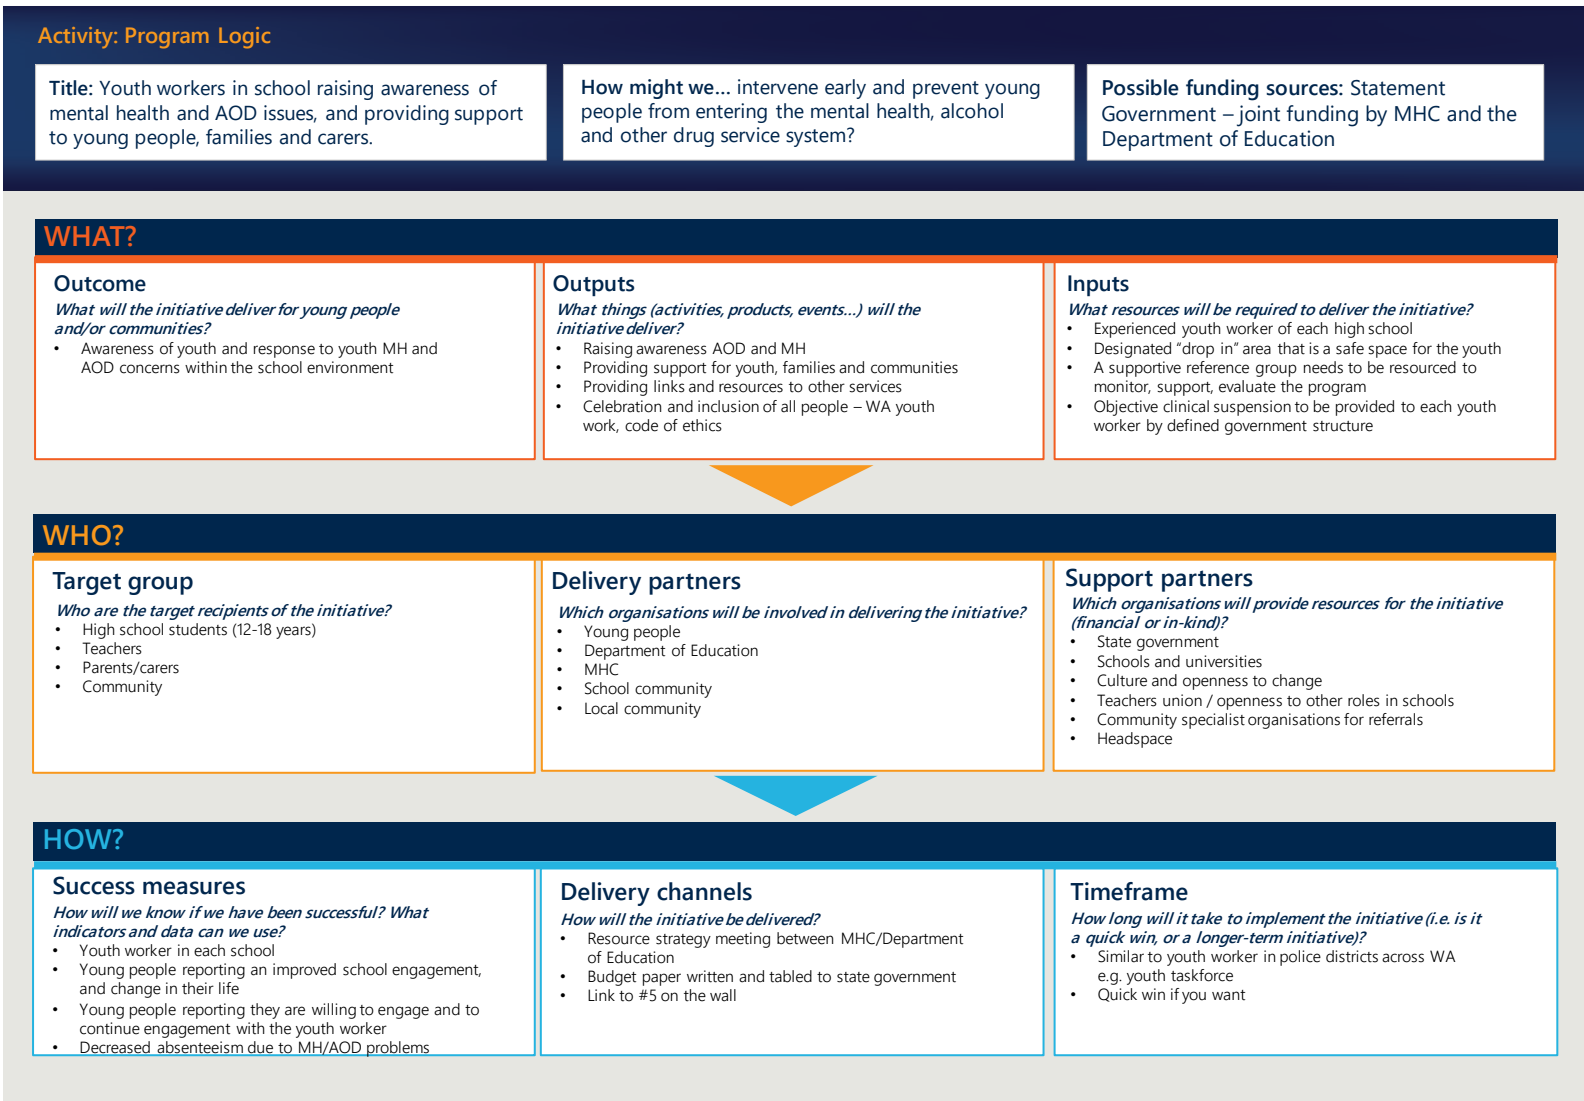 Activity: Program Logic
Title: Youth workers in school raising awareness of
mental health and AOD issues, and providing support
to young people, families and carers.
How might we... intervene early and prevent young
people from entering the mental health, alcohol
and other drug service system?
Possible funding sources: Statement
Government – joint funding by MHC and the
Department of Education
WHAT?
Outcome
What will the initiative deliver for young people
and/or communities?
• Awareness of youth and response to youth MH and
AOD concerns within the school environment
Outputs
What things (activities, products, events...) will the
initiative deliver?
• Raising awareness AOD and MH
• Providing support for youth, families and communities
• Providing links and resources to other services
• Celebration and inclusion of all people – WA youth
work, code of ethics
Inputs
What resources will be required to deliver the initiative?
• Experienced youth worker of each high school
• Designated “drop in” area that is a safe space for the youth
• A supportive reference group needs to be resourced to
monitor, support, evaluate the program
• Objective clinical suspension to be provided to each youth
worker by defined government structure
WHO?
Target group
Who are the target recipients of the initiative?
• High school students (12-18 years)
• Teachers
• Parents/carers
• Community
Delivery partners
Which organisations will be involved in delivering the initiative?
• Young people
• Department of Education
• MHC
• School community
• Local community
Support partners
Which organisations will provide resources for the initiative
(financial or in-kind)?
• State government
• Schools and universities
• Culture and openness to change
• Teachers union / openness to other roles in schools
• Community specialist organisations for referrals
• Headspace
HOW?
Success measures
How will we know if we have been successful? What
indicators and data can we use?
• Youth worker in each school
• Young people reporting an improved school engagement,
and change in their life
• Young people reporting they are willing to engage and to
continue engagement with the youth worker
• Decreased absenteeism due to MH/AOD problems
Delivery channels
How will the initiative be delivered?
• Resource strategy meeting between MHC/Department
of Education
• Budget paper written and tabled to state government
• Link to #5 on the wall
Timeframe
How long will it take to implement the initiative (i.e. is it
a quick win, or a longer-term initiative)?
• Similar to youth worker in police districts across WA
e.g. youth taskforce
• Quick win if you want